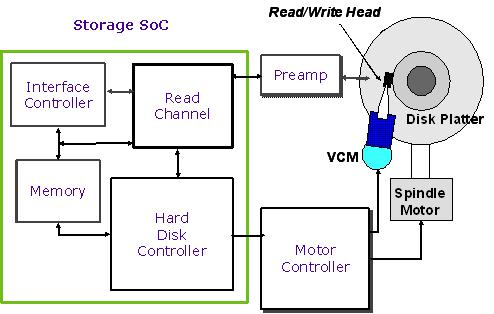 Storage SoC
Read/Write Head
Interface
Controller
Read
Channel
Preamp
Disk Platter
VCM
Memory
Hard
Disk
Controller
Motor
Controller
Spindle
Motor